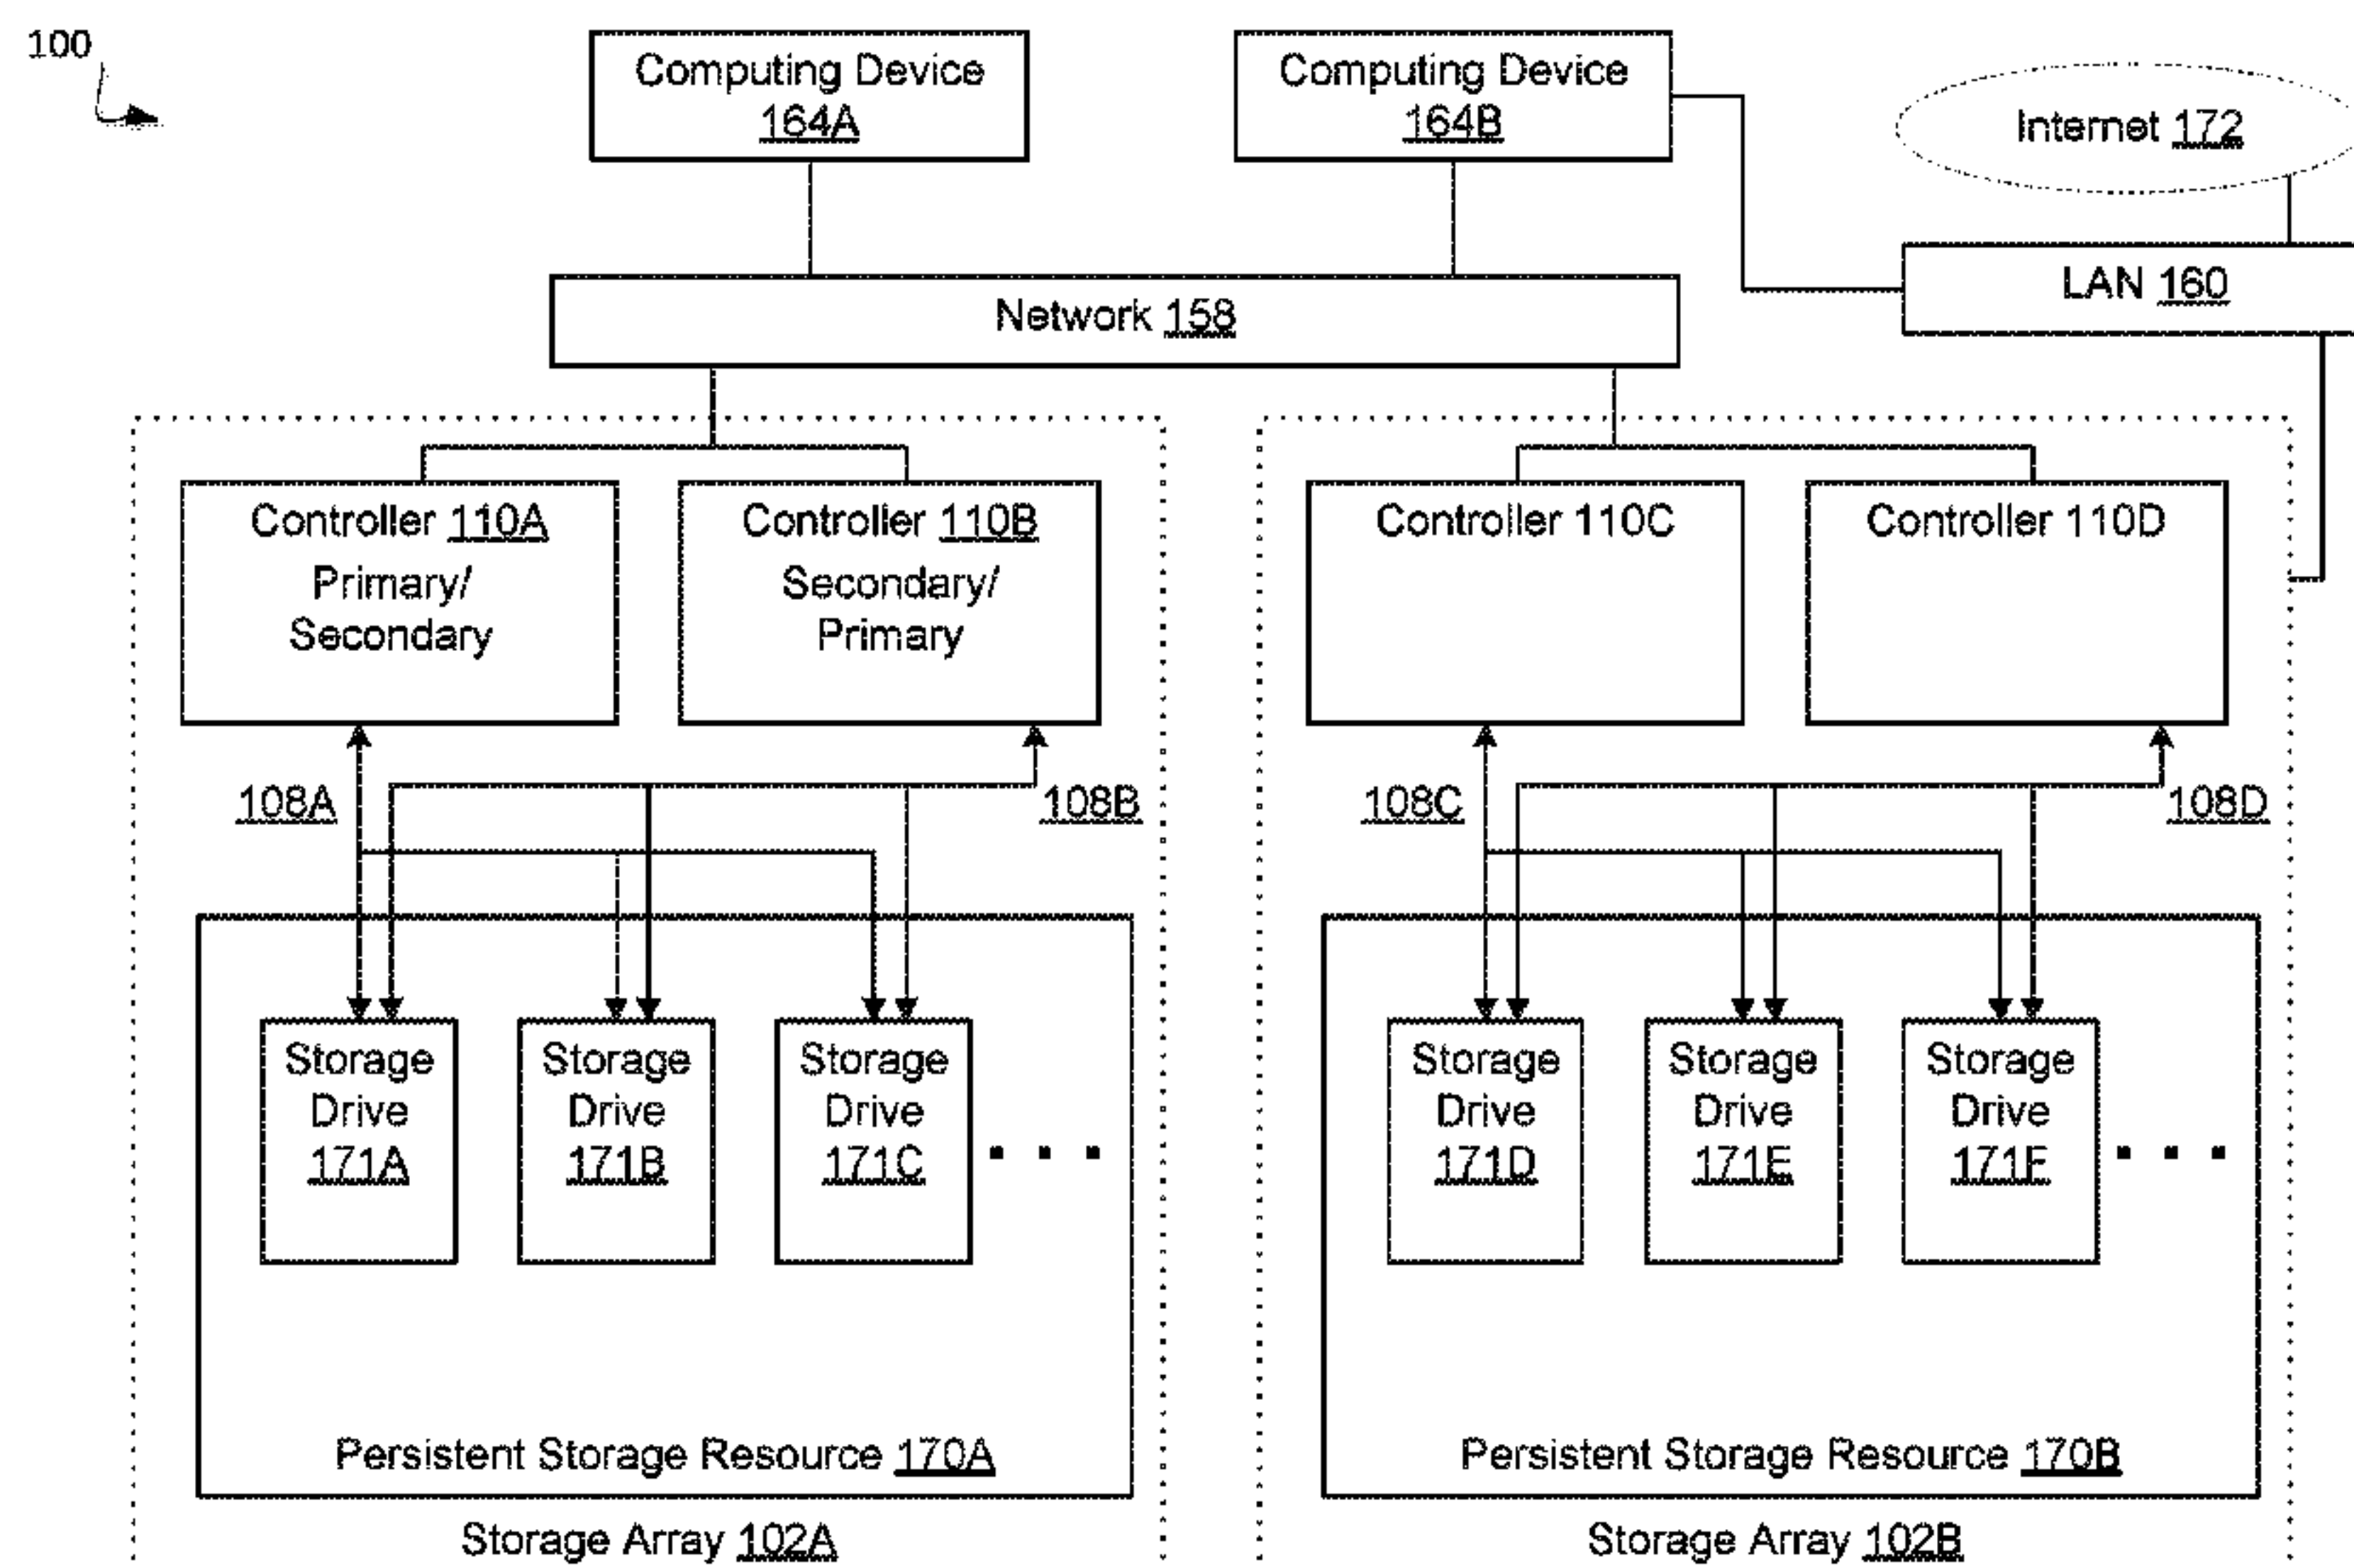 100
Computing Device
164A
Computing Device
164B
Internet 172
LAN 160
Network 158
Controller 110A
Primary/
Secondary
Controller 110B
Secondary/
Primary
Controller 110C
Controller 110D
108A
108B
108C
108D
Storage
Drive
171A
Storage
Drive
171B
Storage
Drive
171C
Storage
Drive
171D
Storage
Drive
171E
Storage
Drive
171F
Persistent Storage Resource 170A
Persistent Storage Resource 170B
Storage Array 102A
Storage Array 102B